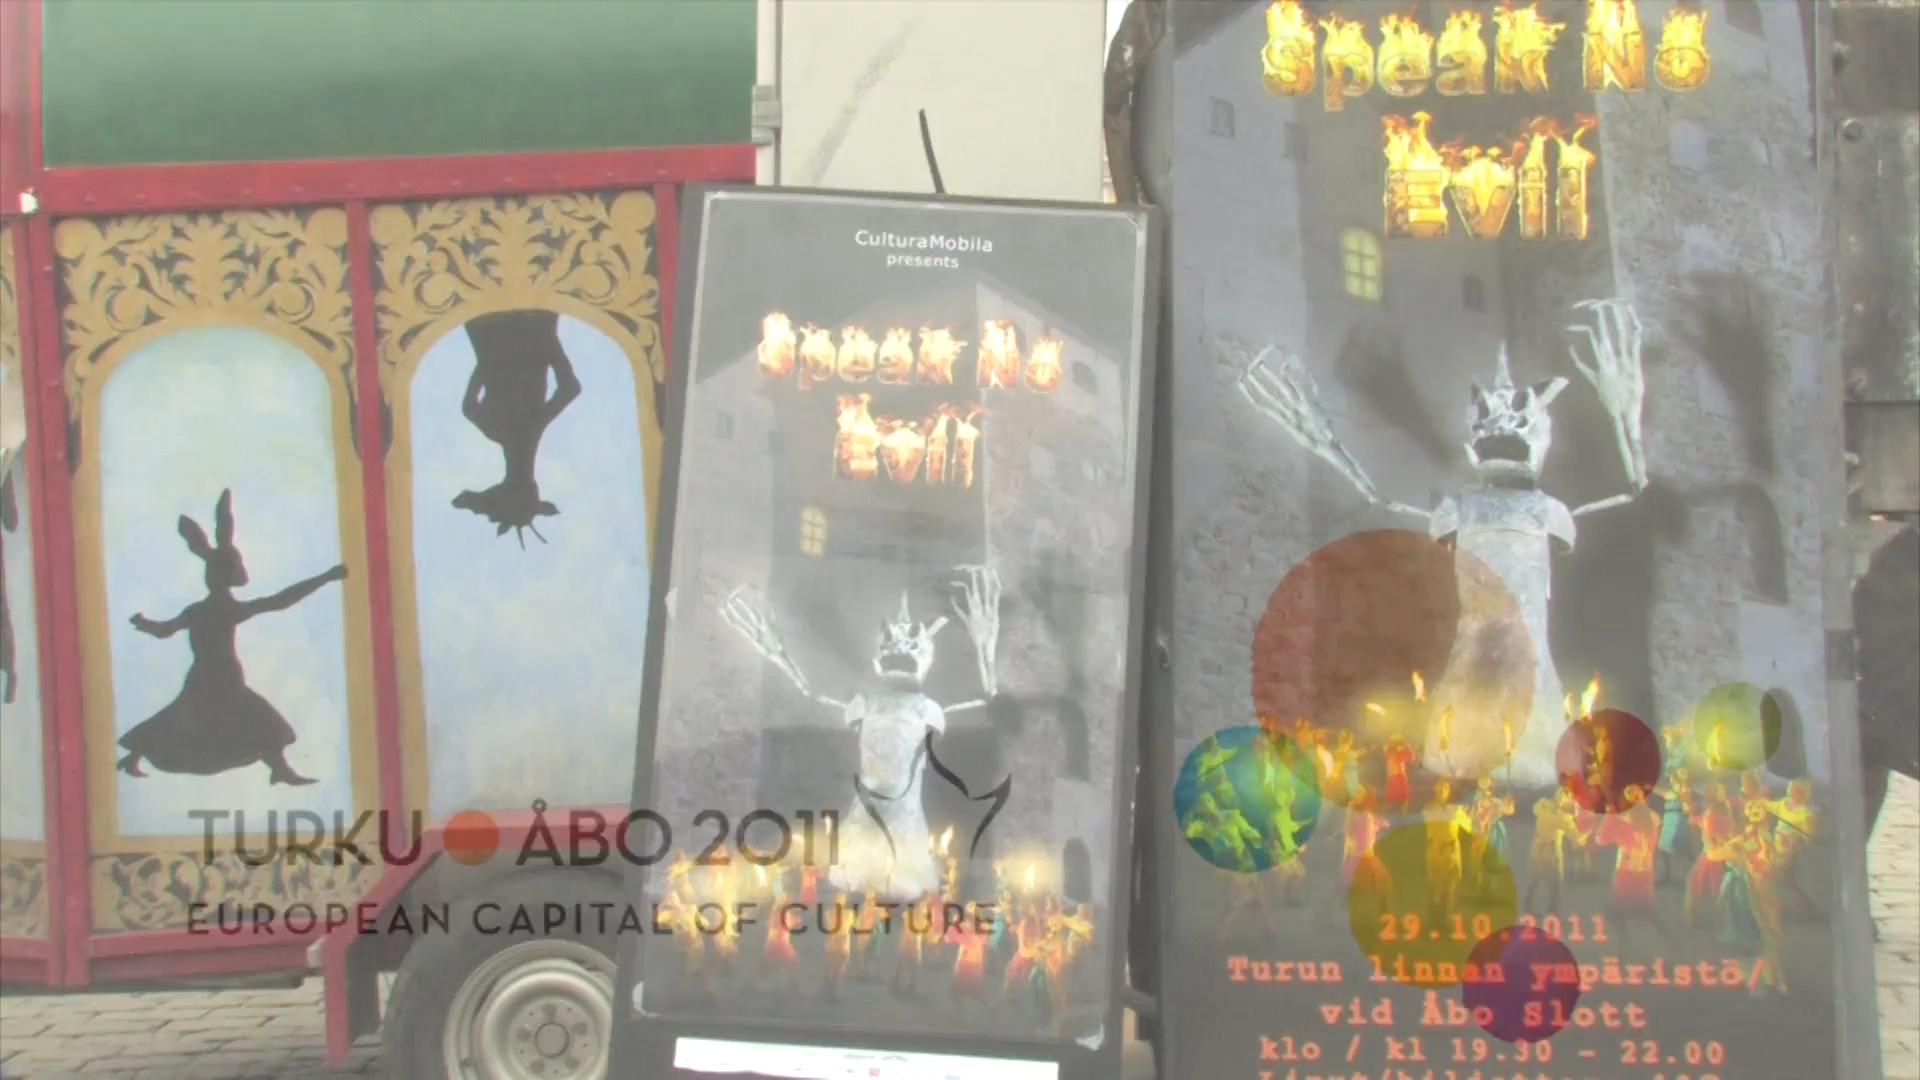 CulturaMobila
presents
Speak No
Evil
Speak No
Evil
TURKU ÅBO 2011
EUROPEAN CAPITAL OF CULTURE
29.10.2011
Turun linnan ympäristö/
vid Åbo Slott
klo / kl 19.30 - 22.00